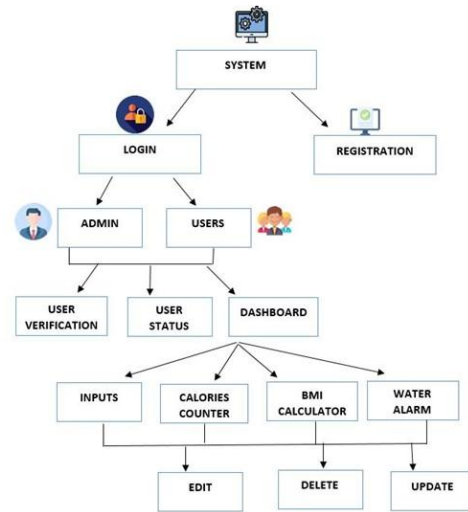 SYSTEM
LOGIN
REGISTRATION
ADMIN
USERS
USER
VERIFICATION
USER
STATUS
DASHBOARD
INPUTS
CALORIES
COUNTER
BMI
CALCULATOR
WATER
ALARM
EDIT
DELETE
UPDATE